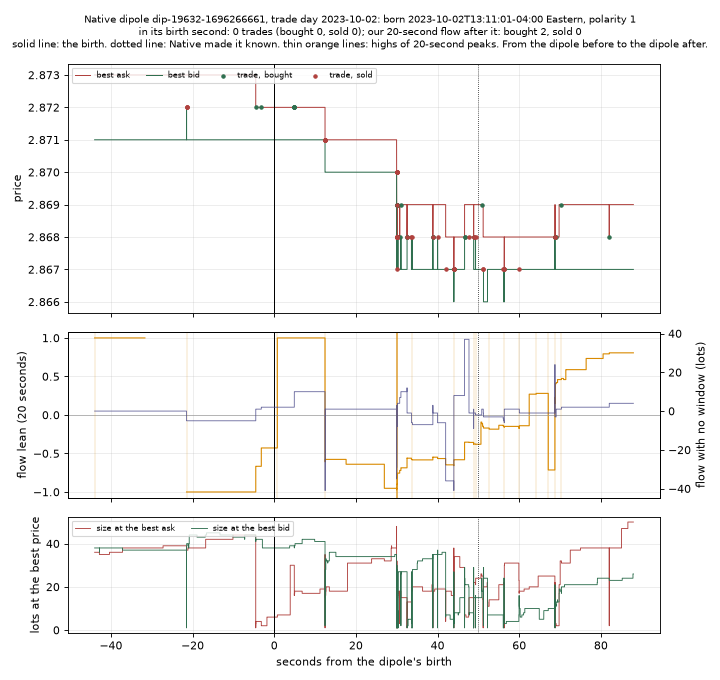 Native dipole dip-19632-1696266661, trade day 2023-10-02: born 2023-10-02T13:11:01-04:00 Eastern, polarity 1
in its birth second: 0 trades (bought 0, sold 0); our 20-second flow after it: bought 2, sold 0
solid line: the birth. dotted line: Native made it known. thin orange lines: highs of 20-second peaks. From the dipole before to the dipole after.
best ask
best bid
trade, bought
trade, sold
2.873
2.872
2.871
2.870
2.869
2.868
2.867
2.866
price
1.0
0.5
0.0
−0.5
−1.0
flow lean (20 seconds)
40
20
0
−20
−40
flow with no window (lots)
size at the best ask
size at the best bid
40
20
0
lots at the best price
−40
−20
0
20
40
60
80
seconds from the dipole's birth